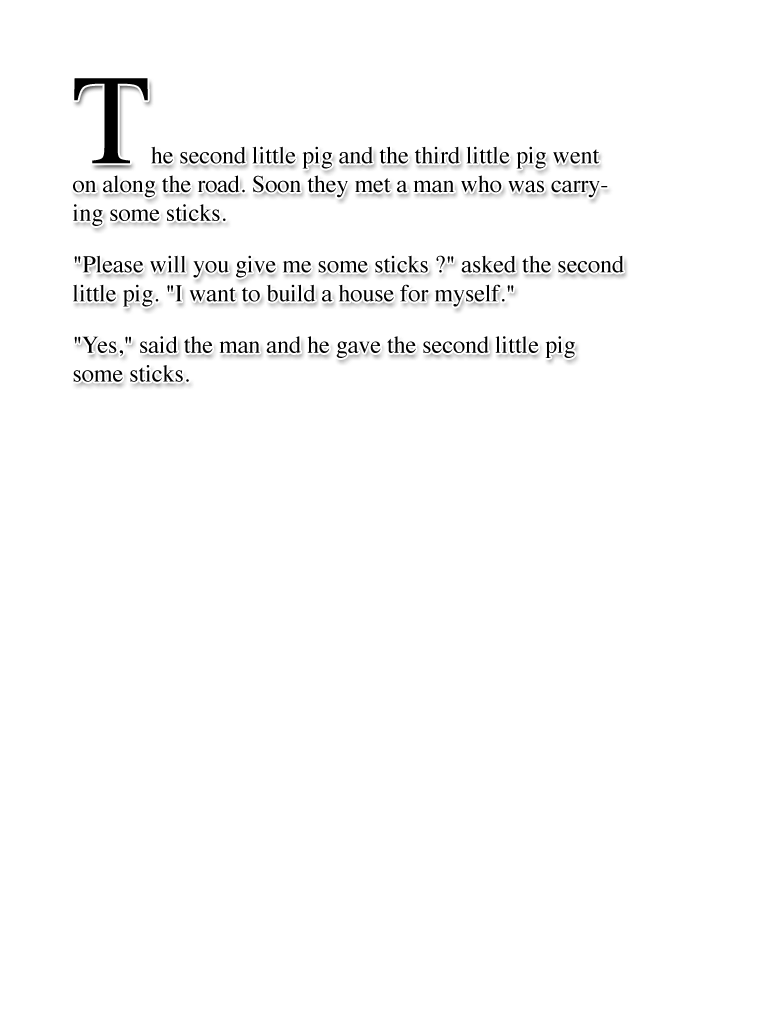 The second little pig and the third little pig went
on along the road. Soon they met a man who was carry-
ing some sticks.
"Please will you give me some sticks ?" asked the second
little pig. "I want to build a house for myself."
"Yes," said the man and he gave the second little pig
some sticks.